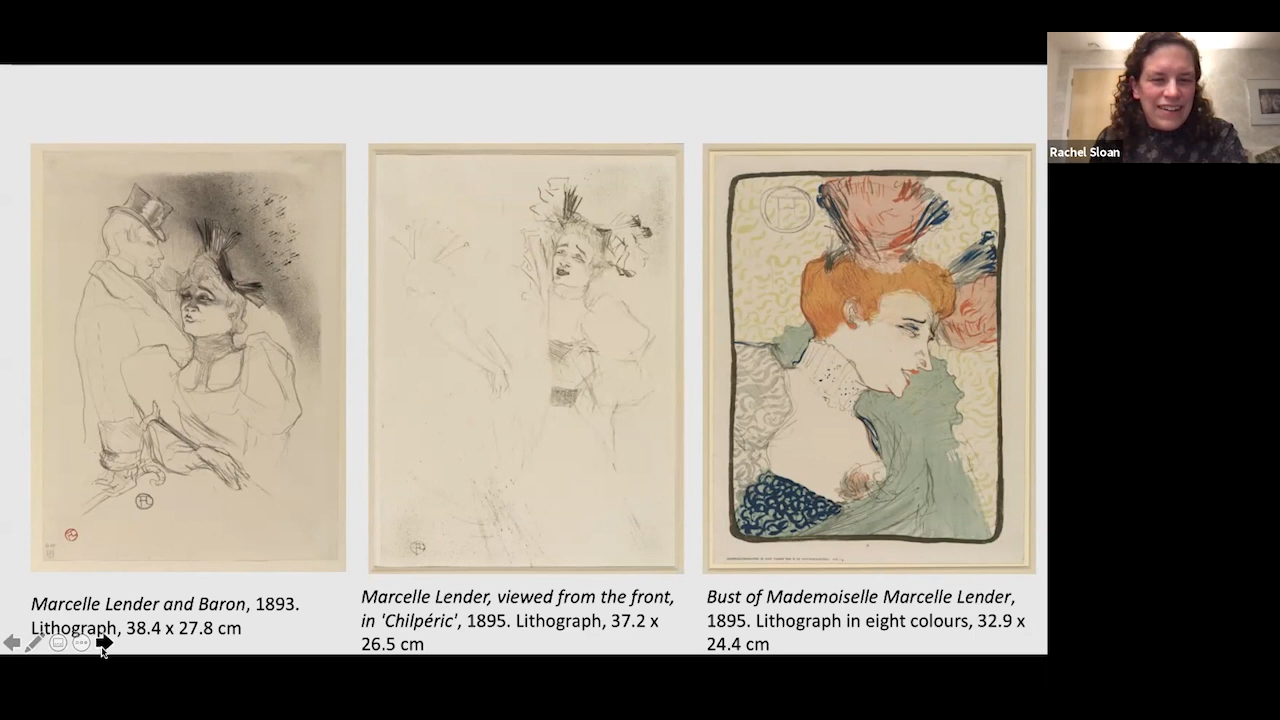 Rachel Sloan
Marcelle Lender and Baron, 1893.
Lithograph, 38.4 x 27.8 cm
Marcelle Lender, viewed from the front,
in 'Chilpéric', 1895. Lithograph, 37.2 x
26.5 cm
Bust of Mademoiselle Marcelle Lender,
1895. Lithograph in eight colours, 32.9 x
24.4 cm